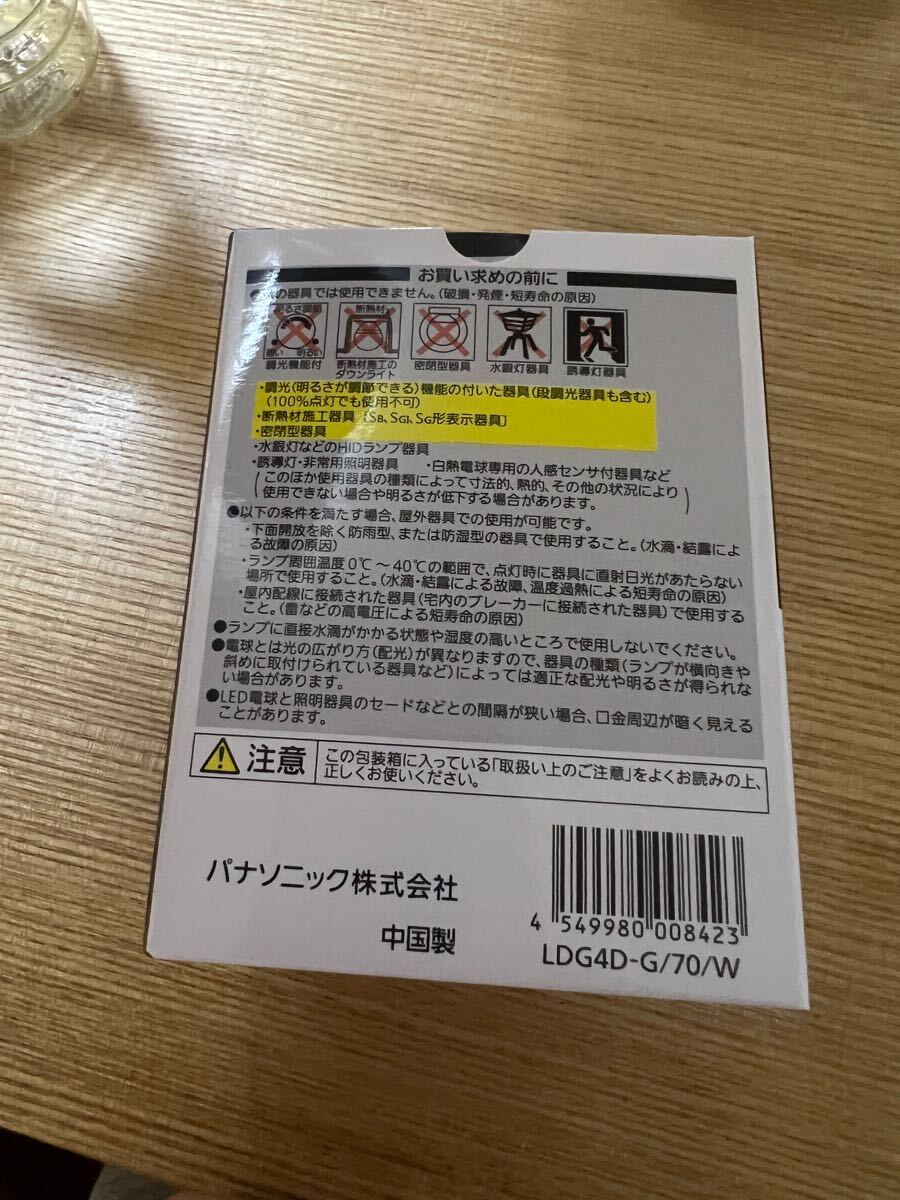 お買い求めの前に
の器具では使用できません。(破損・発煙・短寿命の原因)
明るさ調節
暗い 明るい
調光機能付
断熱材
断熱材施工の
ダウンライト
密閉型器具
水銀灯器具
誘導灯器具
・調光(明るさが調節できる)機能の付いた器具(段調光器具も含む)
(100%点灯でも使用不可)
・断熱材施工器具[SB、SGI、SG形表示器具]
・密閉型器具
・水銀灯などのHIDランプ器具
・誘導灯・非常用照明器具 ・白熱電球専用の人感センサ付器具など
(このほか使用器具の種類によって寸法的、熱的、その他の状況により
使用できない場合や明るさが低下する場合があります。)
●以下の条件を満たす場合、屋外器具での使用が可能です。
・下面開放を除く防雨型、または防湿型の器具で使用すること。(水滴・結露によ
る故障の原因)
・ランプ周囲温度0℃~40℃の範囲で、点灯時に器具に直射日光があたらない
場所で使用すること。(水滴・結露による故障、温度過熱による短寿命の原因)
・屋内配線に接続された器具(宅内のブレーカーに接続された器具)で使用する
こと。(雷などの高電圧による短寿命の原因)
●ランプに直接水滴がかかる状態や湿度の高いところで使用しないでください。
●電球とは光の広がり方(配光)が異なりますので、器具の種類(ランプが横向きや
斜めに取付けられている器具など)によっては適正な配光や明るさが得られな
い場合があります。
●LED電球と照明器具のセードなどとの間隔が狭い場合、口金周辺が暗く見える
ことがあります。
注意
この包装箱に入っている「取扱い上のご注意」をよくお読みの上、
正しくお使いください。
パナソニック株式会社
中国製
4 549980 008423
LDG4D-G/70/W